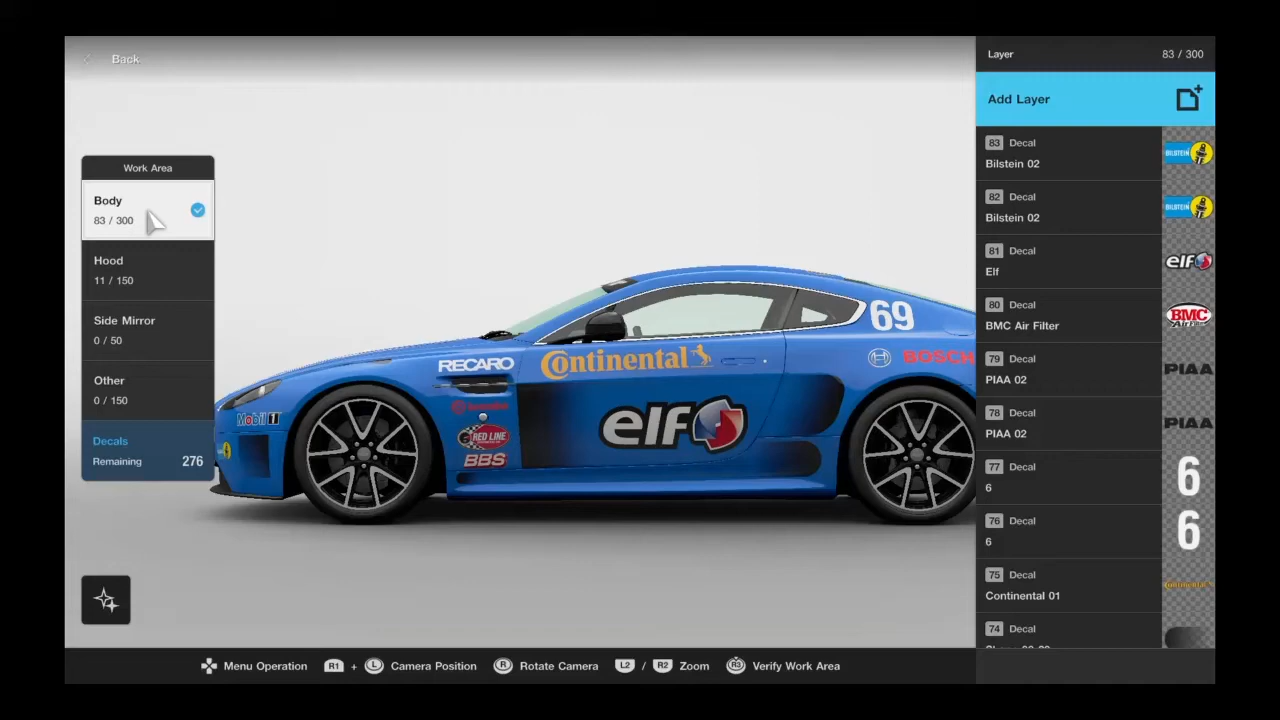 Back
Work Area
Body
83 / 300
Hood
11 / 150
Side Mirror
0 / 50
Other
0 / 150
Decals
Remaining 276
69
RECARO
Continental
BOSCH
Mobil 1
elf
RED LINE
BBS
Layer 83 / 300
Add Layer
83 Decal
Bilstein 02
BILSTEIN
82 Decal
Bilstein 02
BILSTEIN
81 Decal
Elf
elf
80 Decal
BMC Air Filter
BMC
79 Decal
PIAA 02
PIAA
78 Decal
PIAA 02
PIAA
77 Decal
6
6
76 Decal
6
6
75 Decal
Continental 01
Continental
74 Decal
Menu Operation R1 + L Camera Position R Rotate Camera L2 / R2 Zoom R3 Verify Work Area